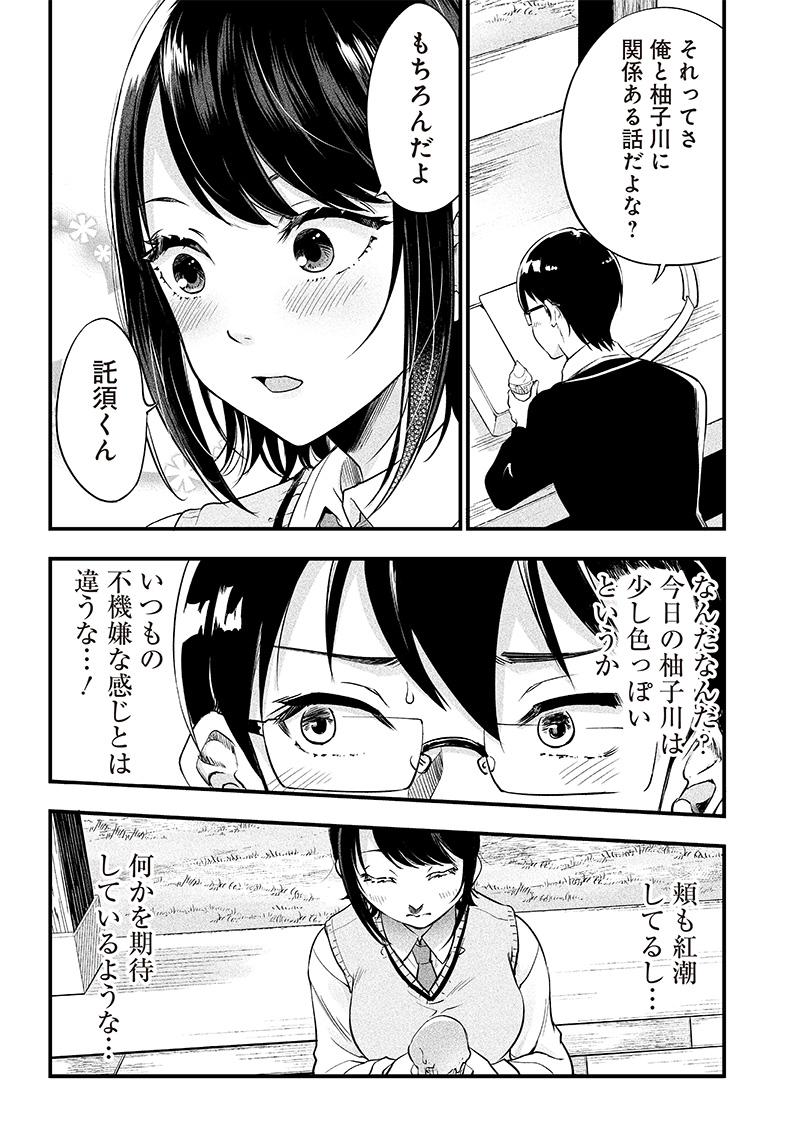 それってさ
俺と柚子川に
関係ある話だよな?
もちろんだよ
託須くん
なんだなんだ?
今日の柚子川は
少し色っぽい
というか
いつもの
不機嫌な感じとは
違うな…!
頬も紅潮
してるし…
何かを期待
しているような…